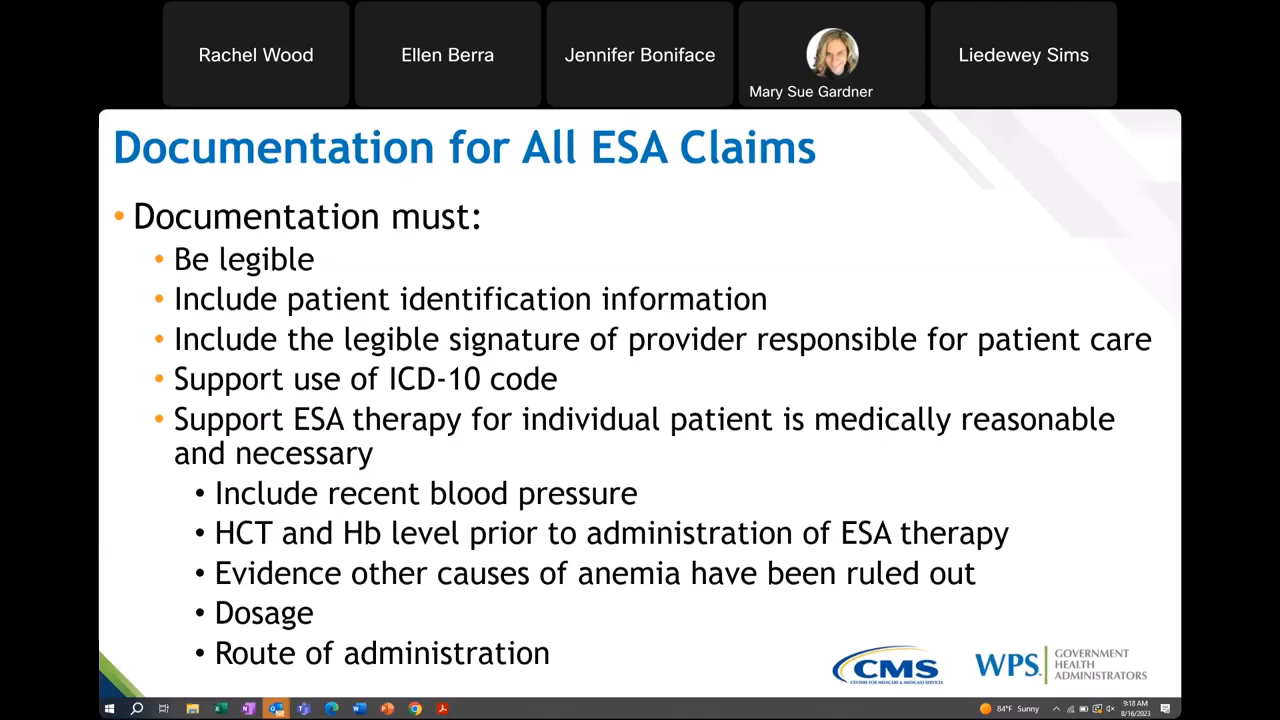 Rachel Wood
Ellen Berra
Jennifer Boniface
Mary Sue Gardner
Liedewey Sims
Documentation for All ESA Claims
• Documentation must:
• Be legible
• Include patient identification information
• Include the legible signature of provider responsible for patient care
• Support use of ICD-10 code
• Support ESA therapy for individual patient is medically reasonable
and necessary
• Include recent blood pressure
• HCT and Hb level prior to administration of ESA therapy
• Evidence other causes of anemia have been ruled out
• Dosage
• Route of administration
CMS
CENTERS FOR MEDICARE & MEDICAID SERVICES
WPS
GOVERNMENT
HEALTH
ADMINISTRATORS
84°F Sunny
9:18 AM
8/16/2023